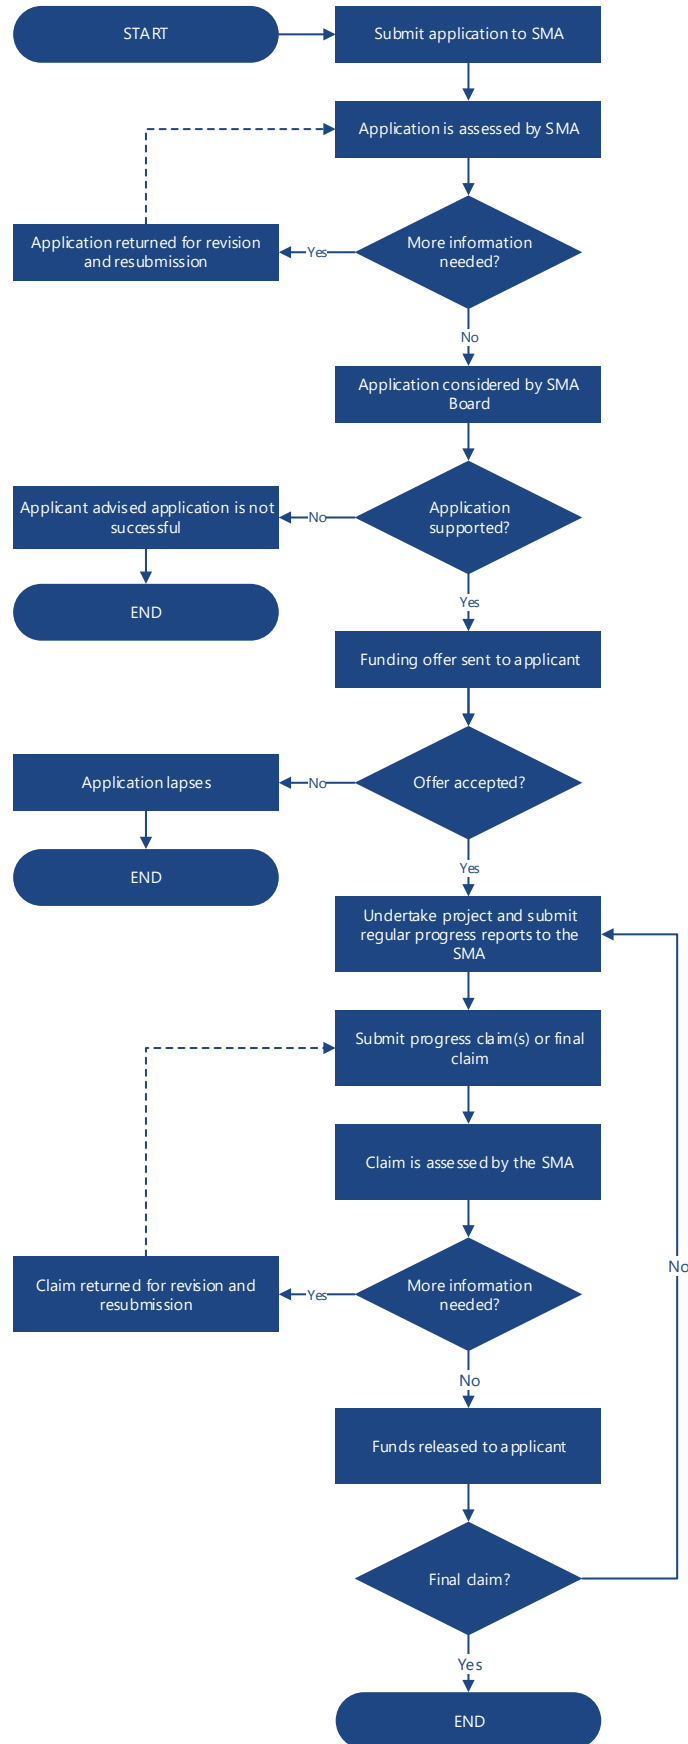 START
Submit application to SMA
Application is assessed by SMA
Application returned for revision
and resubmission
Yes
More information
needed?
No
Application considered by SMA
Board
Applicant advised application is not
successful
No
Application
supported?
END
Yes
Funding offer sent to applicant
Application lapses
No
Offer accepted?
END
Yes
Undertake project and submit
regular progress reports to the
SMA
Submit progress claim(s) or final
claim
Claim is assessed by the SMA
No
Claim returned for revision and
resubmission
Yes
More information
needed?
No
Funds released to applicant
Final claim?
Yes
END